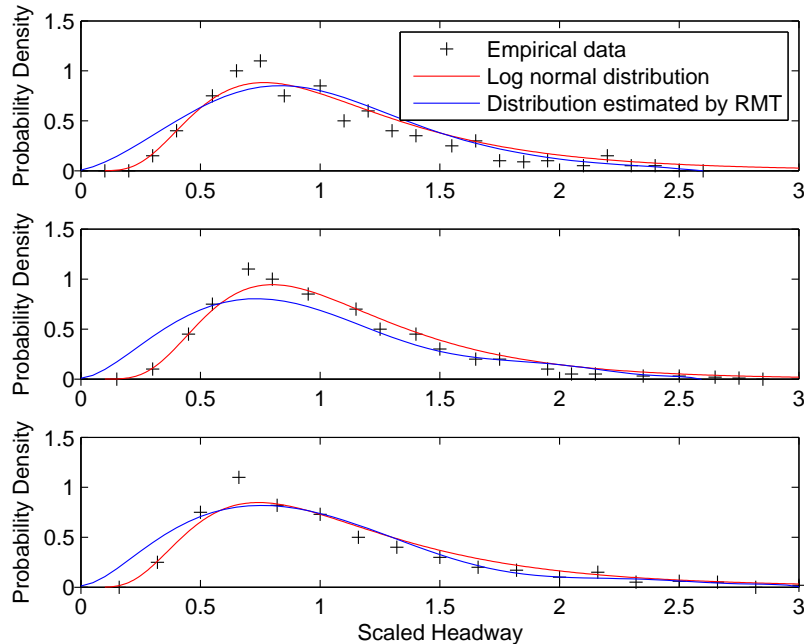 Probability Density
1.5
1
0.5
0
0 0.5 1 1.5 2 2.5 3
Empirical data
Log normal distribution
Distribution estimated by RMT
Probability Density
1.5
1
0.5
0
0 0.5 1 1.5 2 2.5 3
Probability Density
1.5
1
0.5
0
0 0.5 1 1.5 2 2.5 3
Scaled Headway